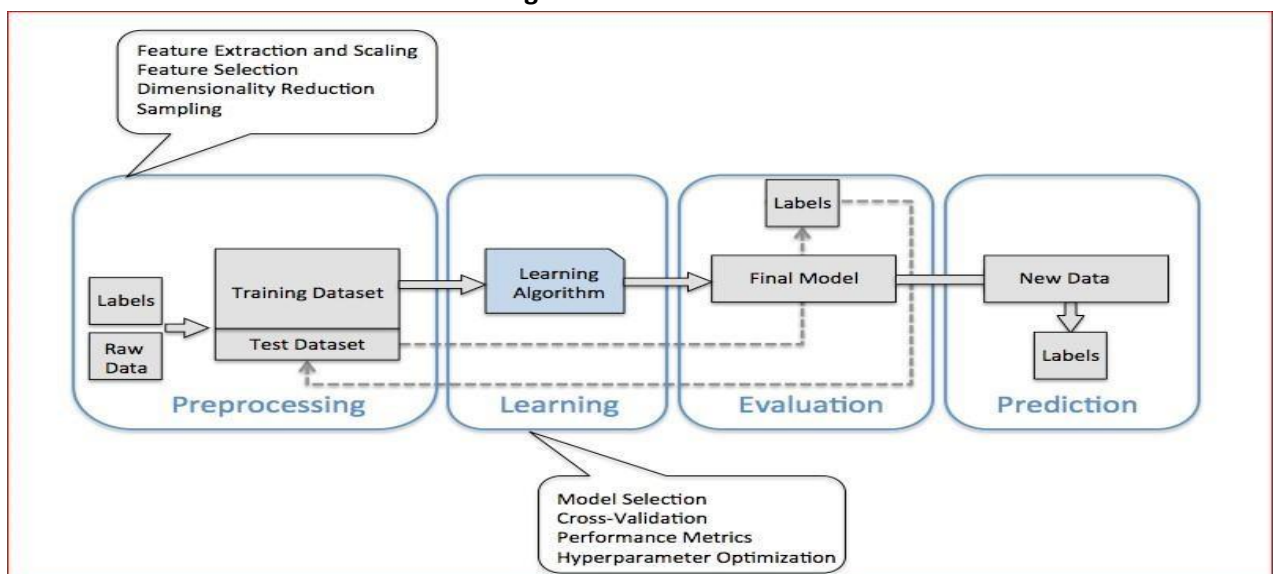 Feature Extraction and Scaling
Feature Selection
Dimensionality Reduction
Sampling
Labels
Raw
Data
Training Dataset
Test Dataset
Preprocessing
Learning
Algorithm
Learning
Labels
Final Model
Evaluation
New Data
Labels
Prediction
Model Selection
Cross-Validation
Performance Metrics
Hyperparameter Optimization